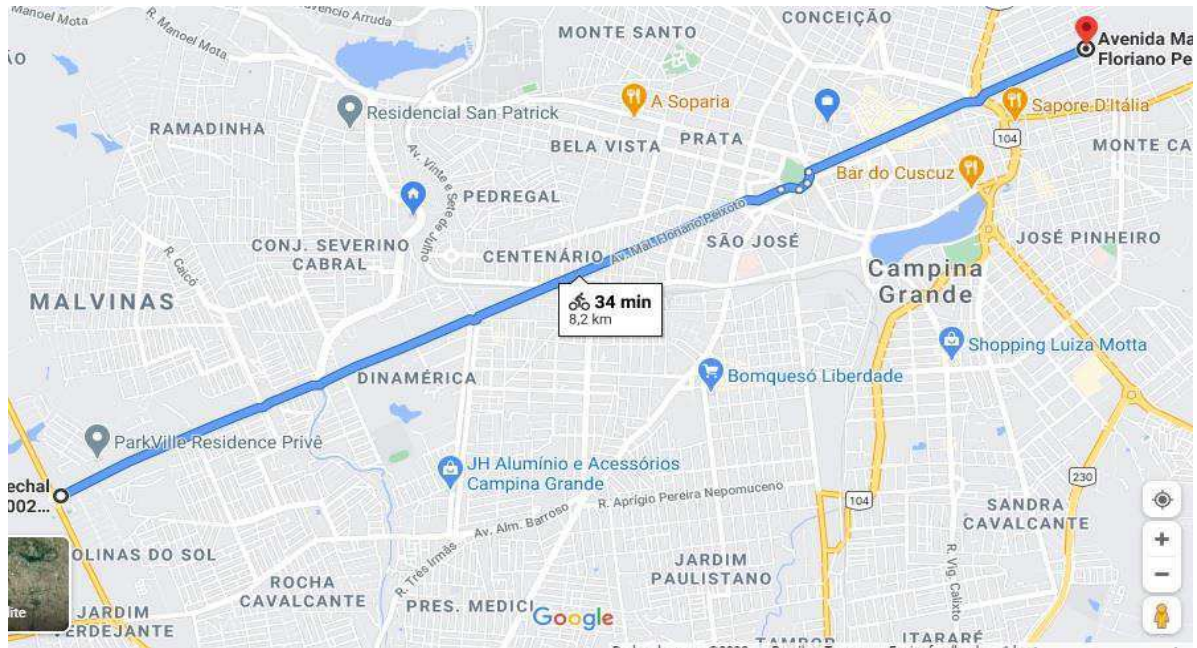 Manoel Mota
R. Manoel Mota
vêncio Arruda
MONTE SANTO
CONCEIÇÃO
Avenida Ma
Floriano Pe
ÃO
Residencial San Patrick
A Soparia
Sapore D'Itália
RAMADINHA
BELA VISTA
PRATA
104
MONTE CA
Av. Vinte e Sete de Julho
PEDREGAL
Bar do Cuscuz
CONJ. SEVERINO
CABRAL
CENTENÁRIO
Av. Mal. Floriano Peixoto
SÃO JOSÉ
JOSÉ PINHEIRO
R. Caicó
MALVINAS
Campina
Grande
34 min
8,2 km
Shopping Luiza Motta
DINAMÉRICA
Bomquesó Liberdade
ParkVille Residence Privê
echal
002...
JH Alumínio e Acessórios
Campina Grande
R. Aprígio Pereira Nepomuceno
104
230
SANDRA
CAVALCANTE
Av. Alm. Barroso
OLINAS DO SOL
R. Três Irmãs
JARDIM
PAULISTANO
R. Vig. Calixto
ROCHA
CAVALCANTE
lite
JARDIM
ERDEJANTE
PRES. MEDICI
Google
TAMBOR
ITARARÉ